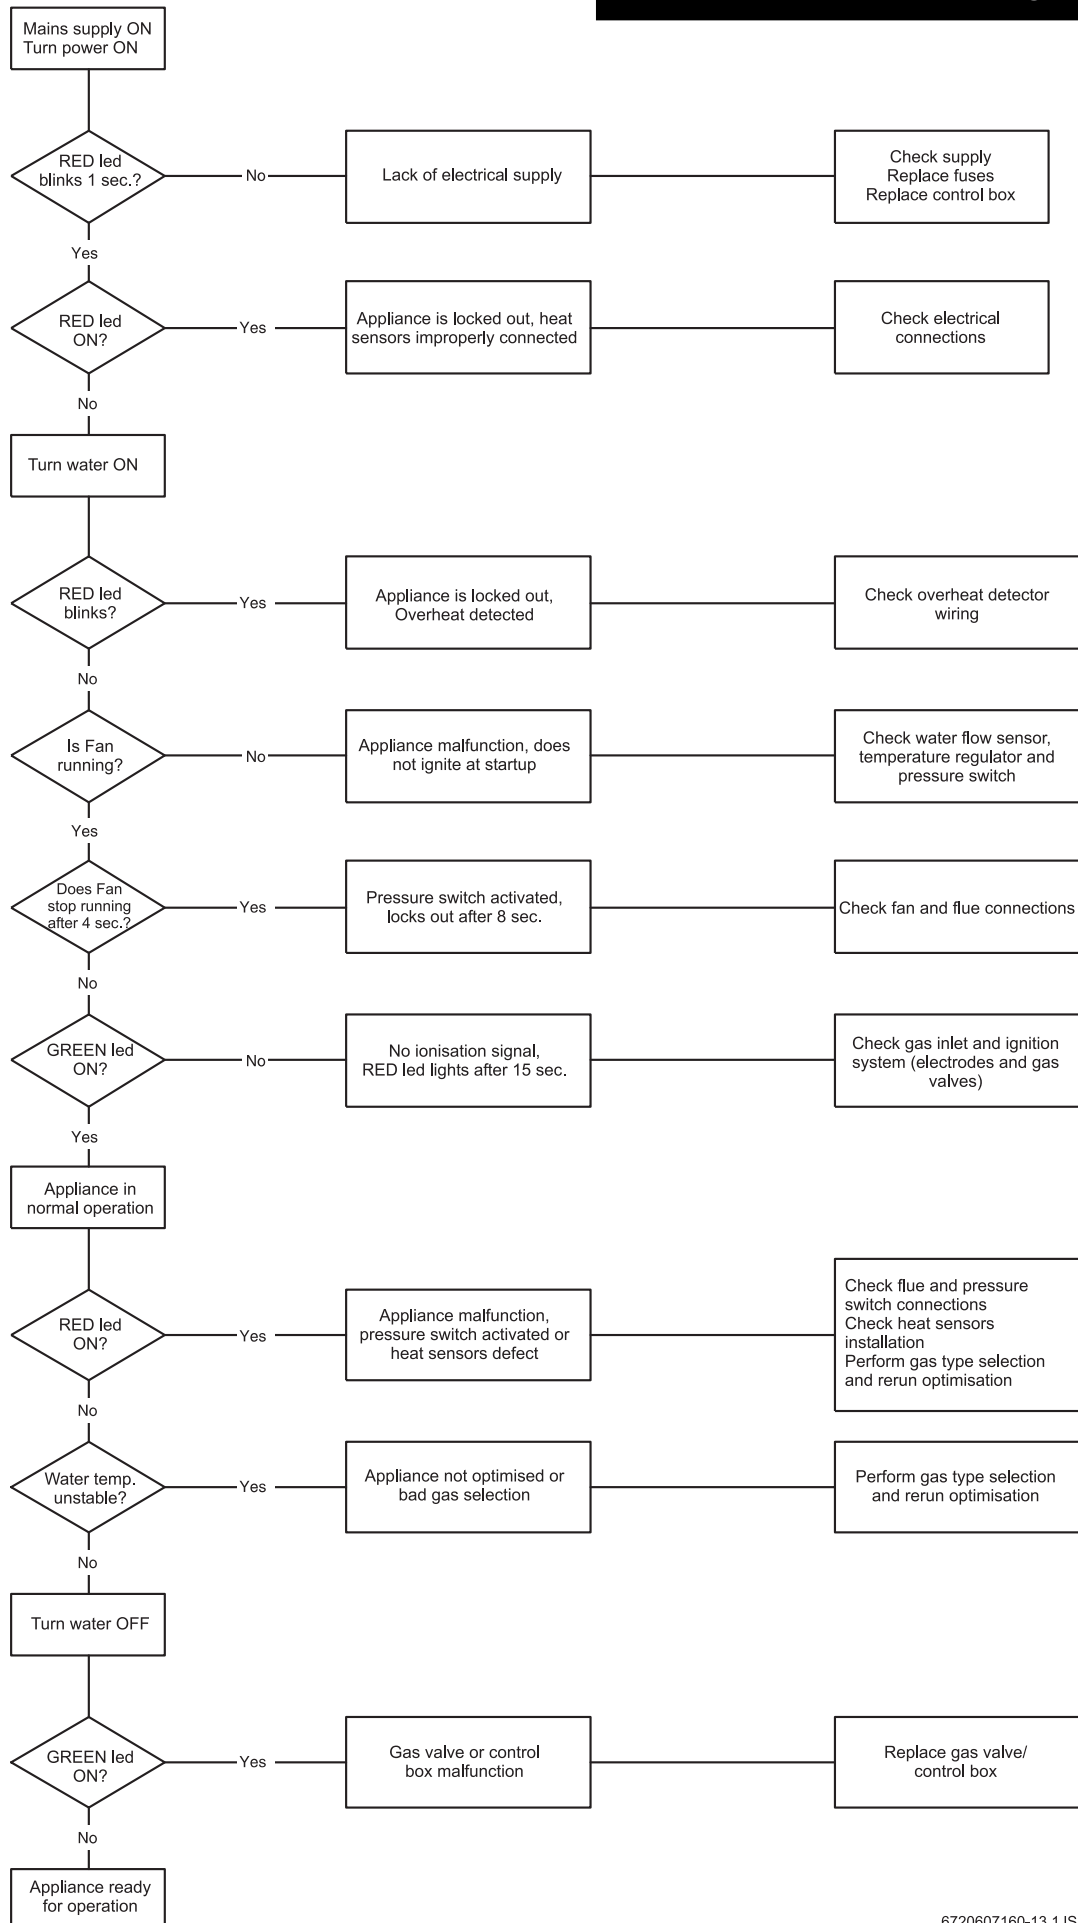 Mains supply ON
Turn power ON
RED led
blinks 1 sec.?
No
Lack of electrical supply
Check supply
Replace fuses
Replace control box
Yes
RED led
ON?
Yes
Appliance is locked out, heat
sensors improperly connected
Check electrical
connections
No
Turn water ON
RED led
blinks?
Yes
Appliance is locked out,
Overheat detected
Check overheat detector
wiring
No
Is Fan
running?
No
Appliance malfunction, does
not ignite at startup
Check water flow sensor,
temperature regulator and
pressure switch
Yes
Does Fan
stop running
after 4 sec.?
Yes
Pressure switch activated,
locks out after 8 sec.
Check fan and flue connections
No
GREEN led
ON?
No
No ionisation signal,
RED led lights after 15 sec.
Check gas inlet and ignition
system (electrodes and gas
valves)
Yes
Appliance in
normal operation
RED led
ON?
Yes
Appliance malfunction,
pressure switch activated or
heat sensors defect
Check flue and pressure
switch connections
Check heat sensors
installation
Perform gas type selection
and rerun optimisation
No
Water temp.
unstable?
Yes
Appliance not optimised or
bad gas selection
Perform gas type selection
and rerun optimisation
No
Turn water OFF
GREEN led
ON?
Yes
Gas valve or control
box malfunction
Replace gas valve/
control box
No
Appliance ready
for operation
6720607160-13.1JS